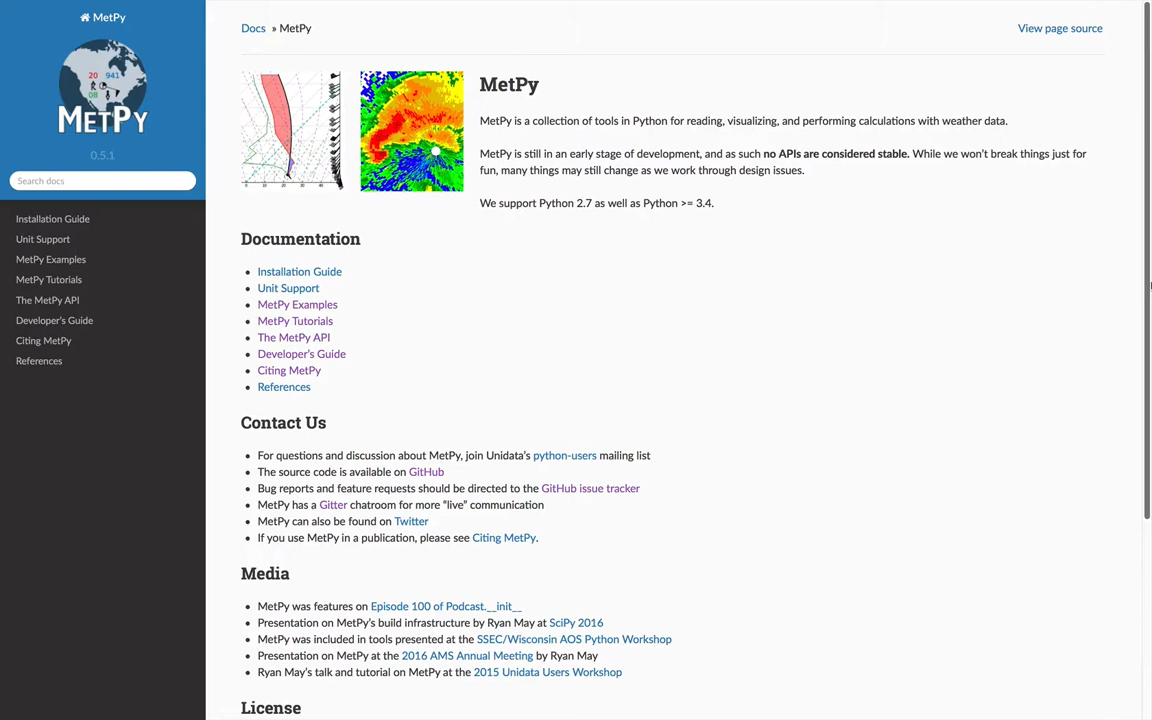 MetPy
20 941
R
08
METPY
0.5.1
Search docs
Installation Guide
Unit Support
MetPy Examples
MetPy Tutorials
The MetPy API
Developer's Guide
Citing MetPy
References
Docs » MetPy
View page source
MetPy
MetPy is a collection of tools in Python for reading, visualizing, and performing calculations with weather data.
MetPy is still in an early stage of development, and as such no APIs are considered stable. While we won't break things just for
fun, many things may still change as we work through design issues.
We support Python 2.7 as well as Python >= 3.4.
Documentation
• Installation Guide
• Unit Support
• MetPy Examples
• MetPy Tutorials
• The MetPy API
• Developer's Guide
• Citing MetPy
• References
Contact Us
• For questions and discussion about MetPy, join Unidata's python-users mailing list
• The source code is available on GitHub
• Bug reports and feature requests should be directed to the GitHub issue tracker
• MetPy has a Gitter chatroom for more "live" communication
• MetPy can also be found on Twitter
• If you use MetPy in a publication, please see Citing MetPy.
Media
• MetPy was features on Episode 100 of Podcast.__init__
• Presentation on MetPy's build infrastructure by Ryan May at SciPy 2016
• MetPy was included in tools presented at the SSEC/Wisconsin AOS Python Workshop
• Presentation on MetPy at the 2016 AMS Annual Meeting by Ryan May
• Ryan May's talk and tutorial on MetPy at the 2015 Unidata Users Workshop
License